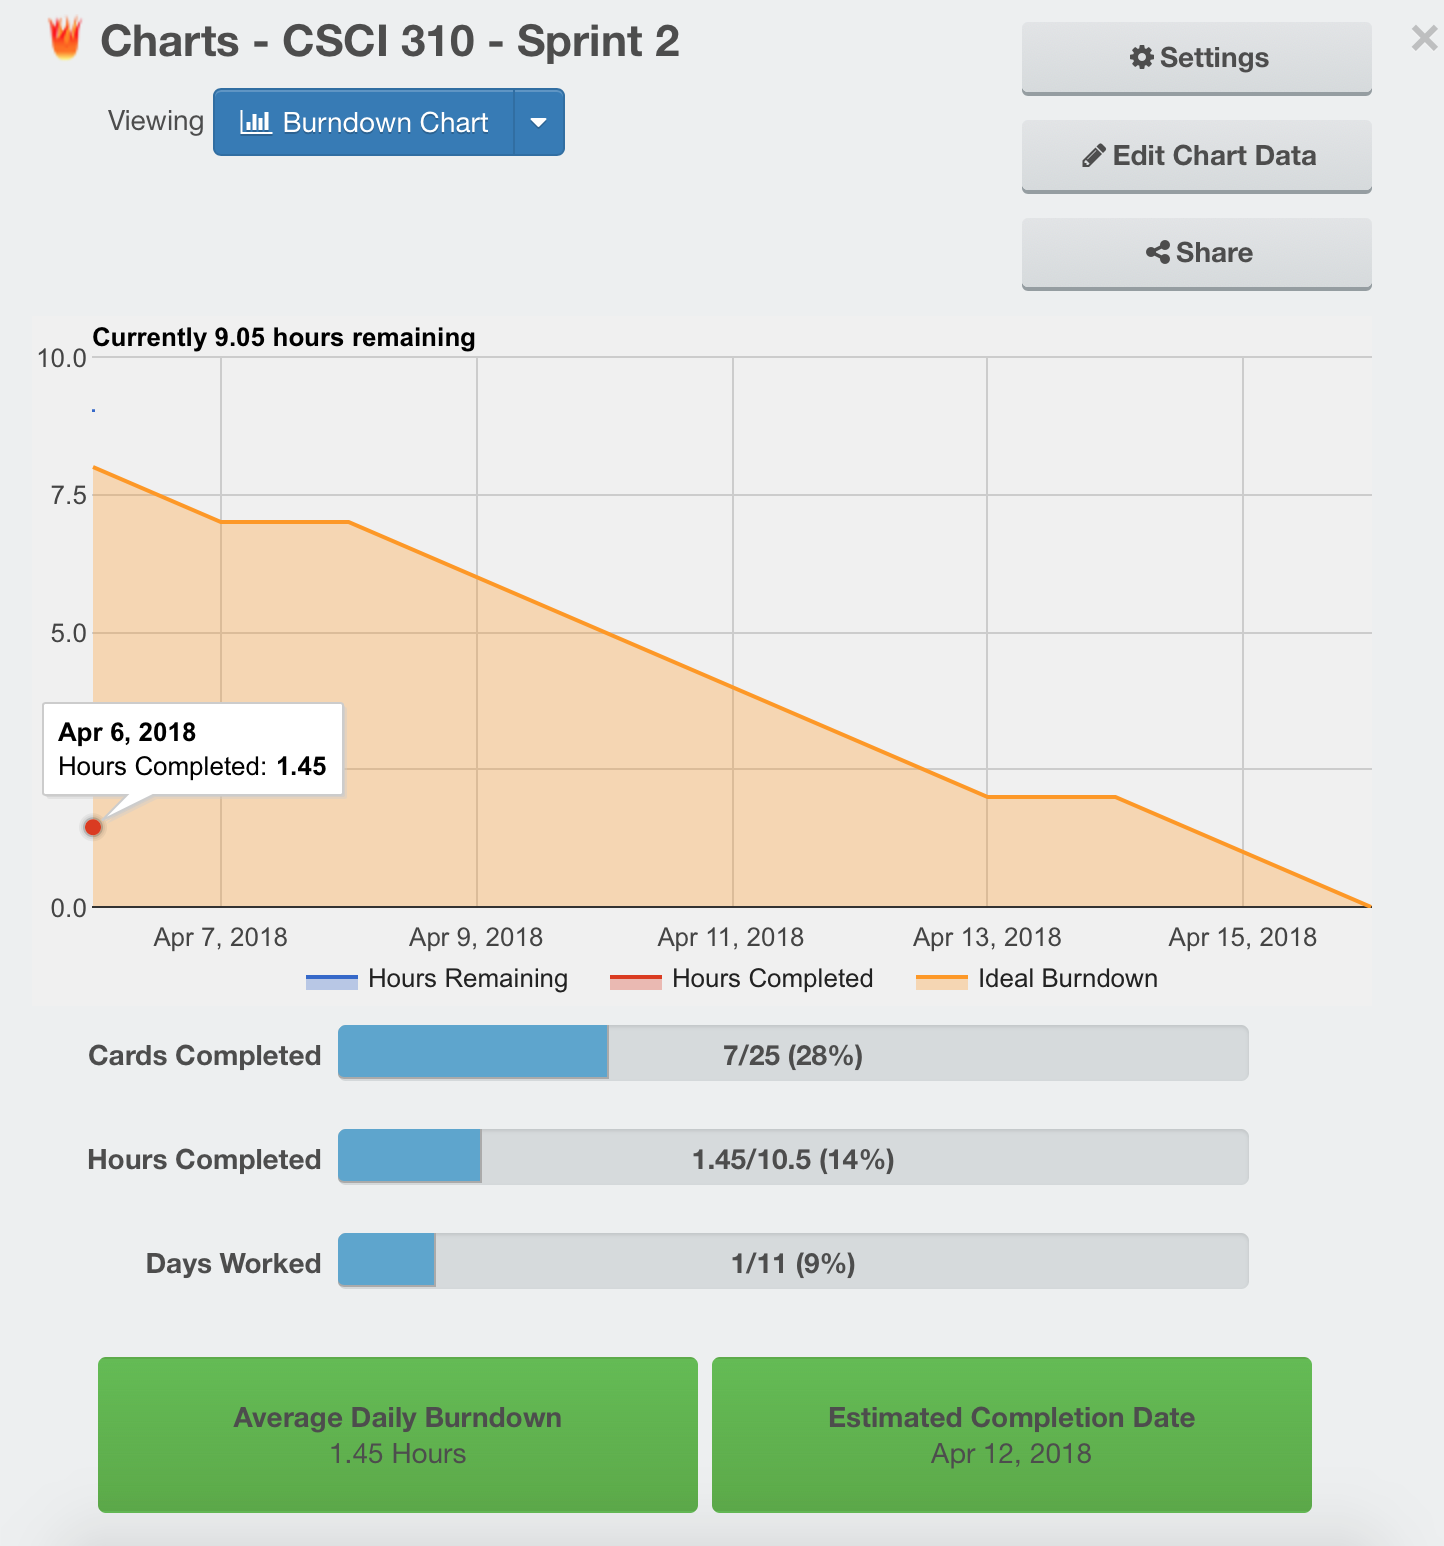 Charts - CSCI 310 - Sprint 2
Settings
Viewing Burndown Chart
Edit Chart Data
Share
Currently 9.05 hours remaining
10.0
7.5
5.0
Apr 6, 2018
Hours Completed: 1.45
0.0
Apr 7, 2018 Apr 9, 2018 Apr 11, 2018 Apr 13, 2018 Apr 15, 2018
Hours Remaining Hours Completed Ideal Burndown
Cards Completed 7/25 (28%)
Hours Completed 1.45/10.5 (14%)
Days Worked 1/11 (9%)
Average Daily Burndown
1.45 Hours
Estimated Completion Date
Apr 12, 2018